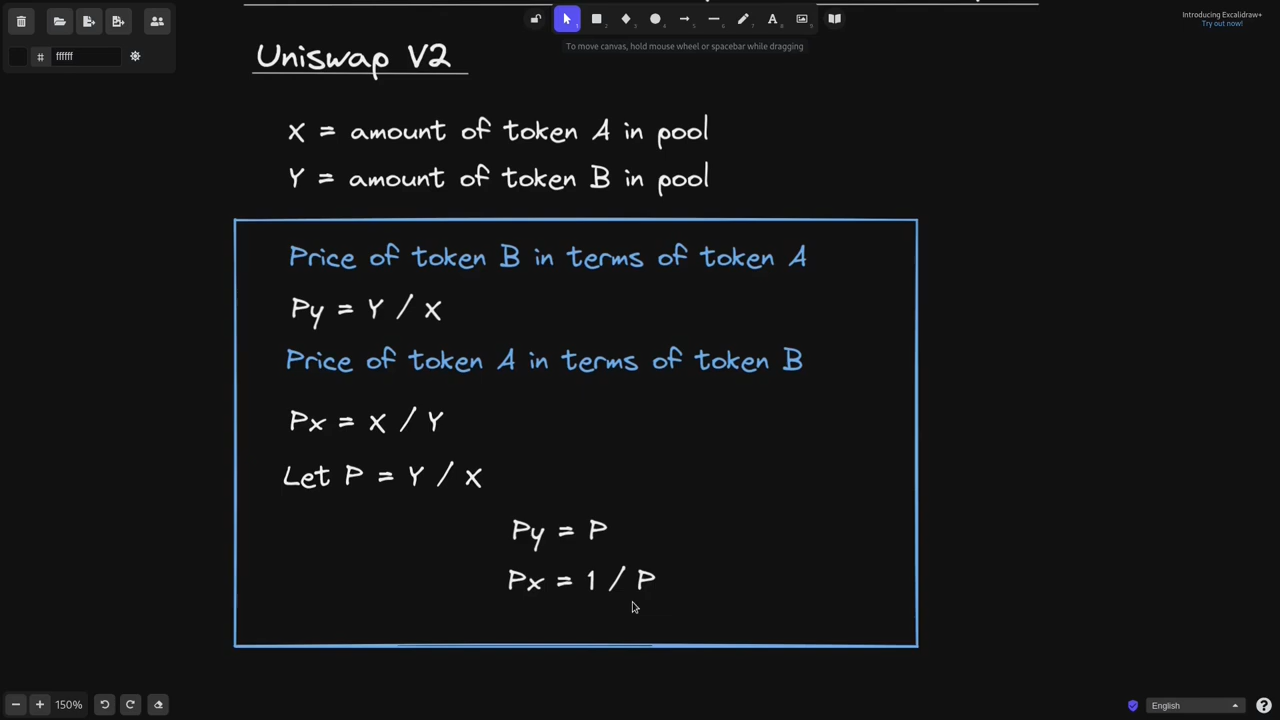 Introducing Excalidraw+
Try out now!
# ffffff
To move canvas, hold mouse wheel or spacebar while dragging
Uniswap V2
X = amount of token A in pool
Y = amount of token B in pool
Price of token B in terms of token A
Py = Y / X
Price of token A in terms of token B
Px = X / Y
Let P = Y / X
Py = P
Px = 1 / P
150%
English